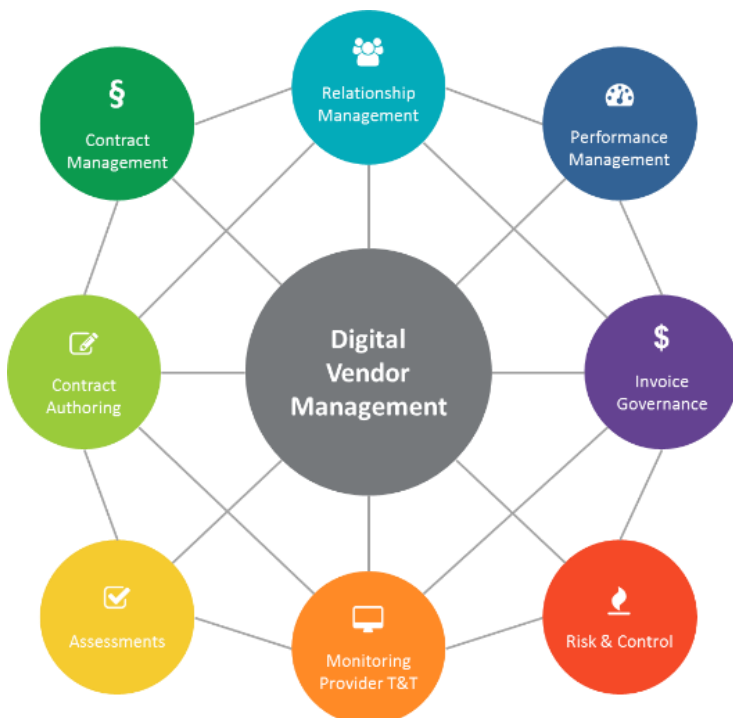 §
Contract
Management
Relationship
Management
Performance
Management
Contract
Authoring
Digital
Vendor
Management
$
Invoice
Governance
Assessments
Monitoring
Provider T&T
Risk & Control